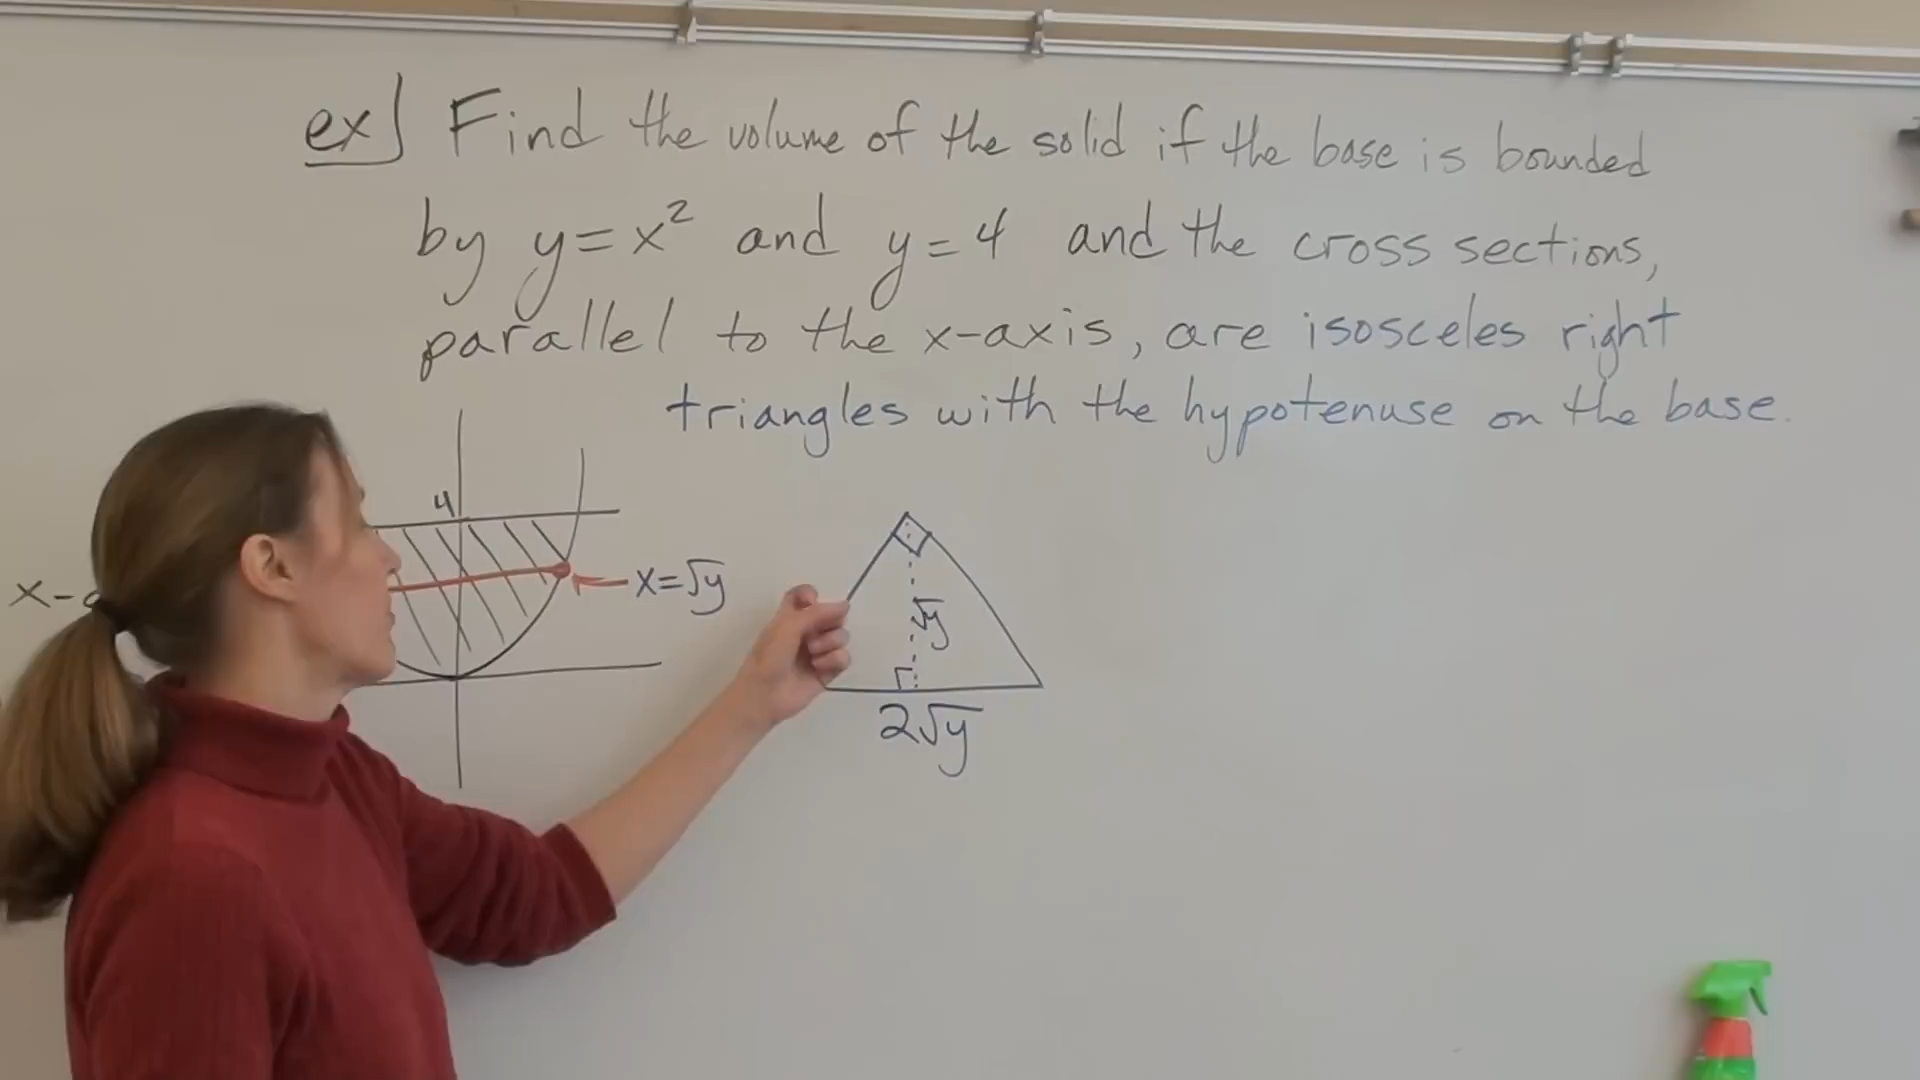 ex] Find the volume of the solid if the base is bounded
by y=x² and y=4 and the cross sections,
parallel to the x-axis, are isosceles right
triangles with the hypotenuse on the base.
4
x=√y
√y
2√y
x-